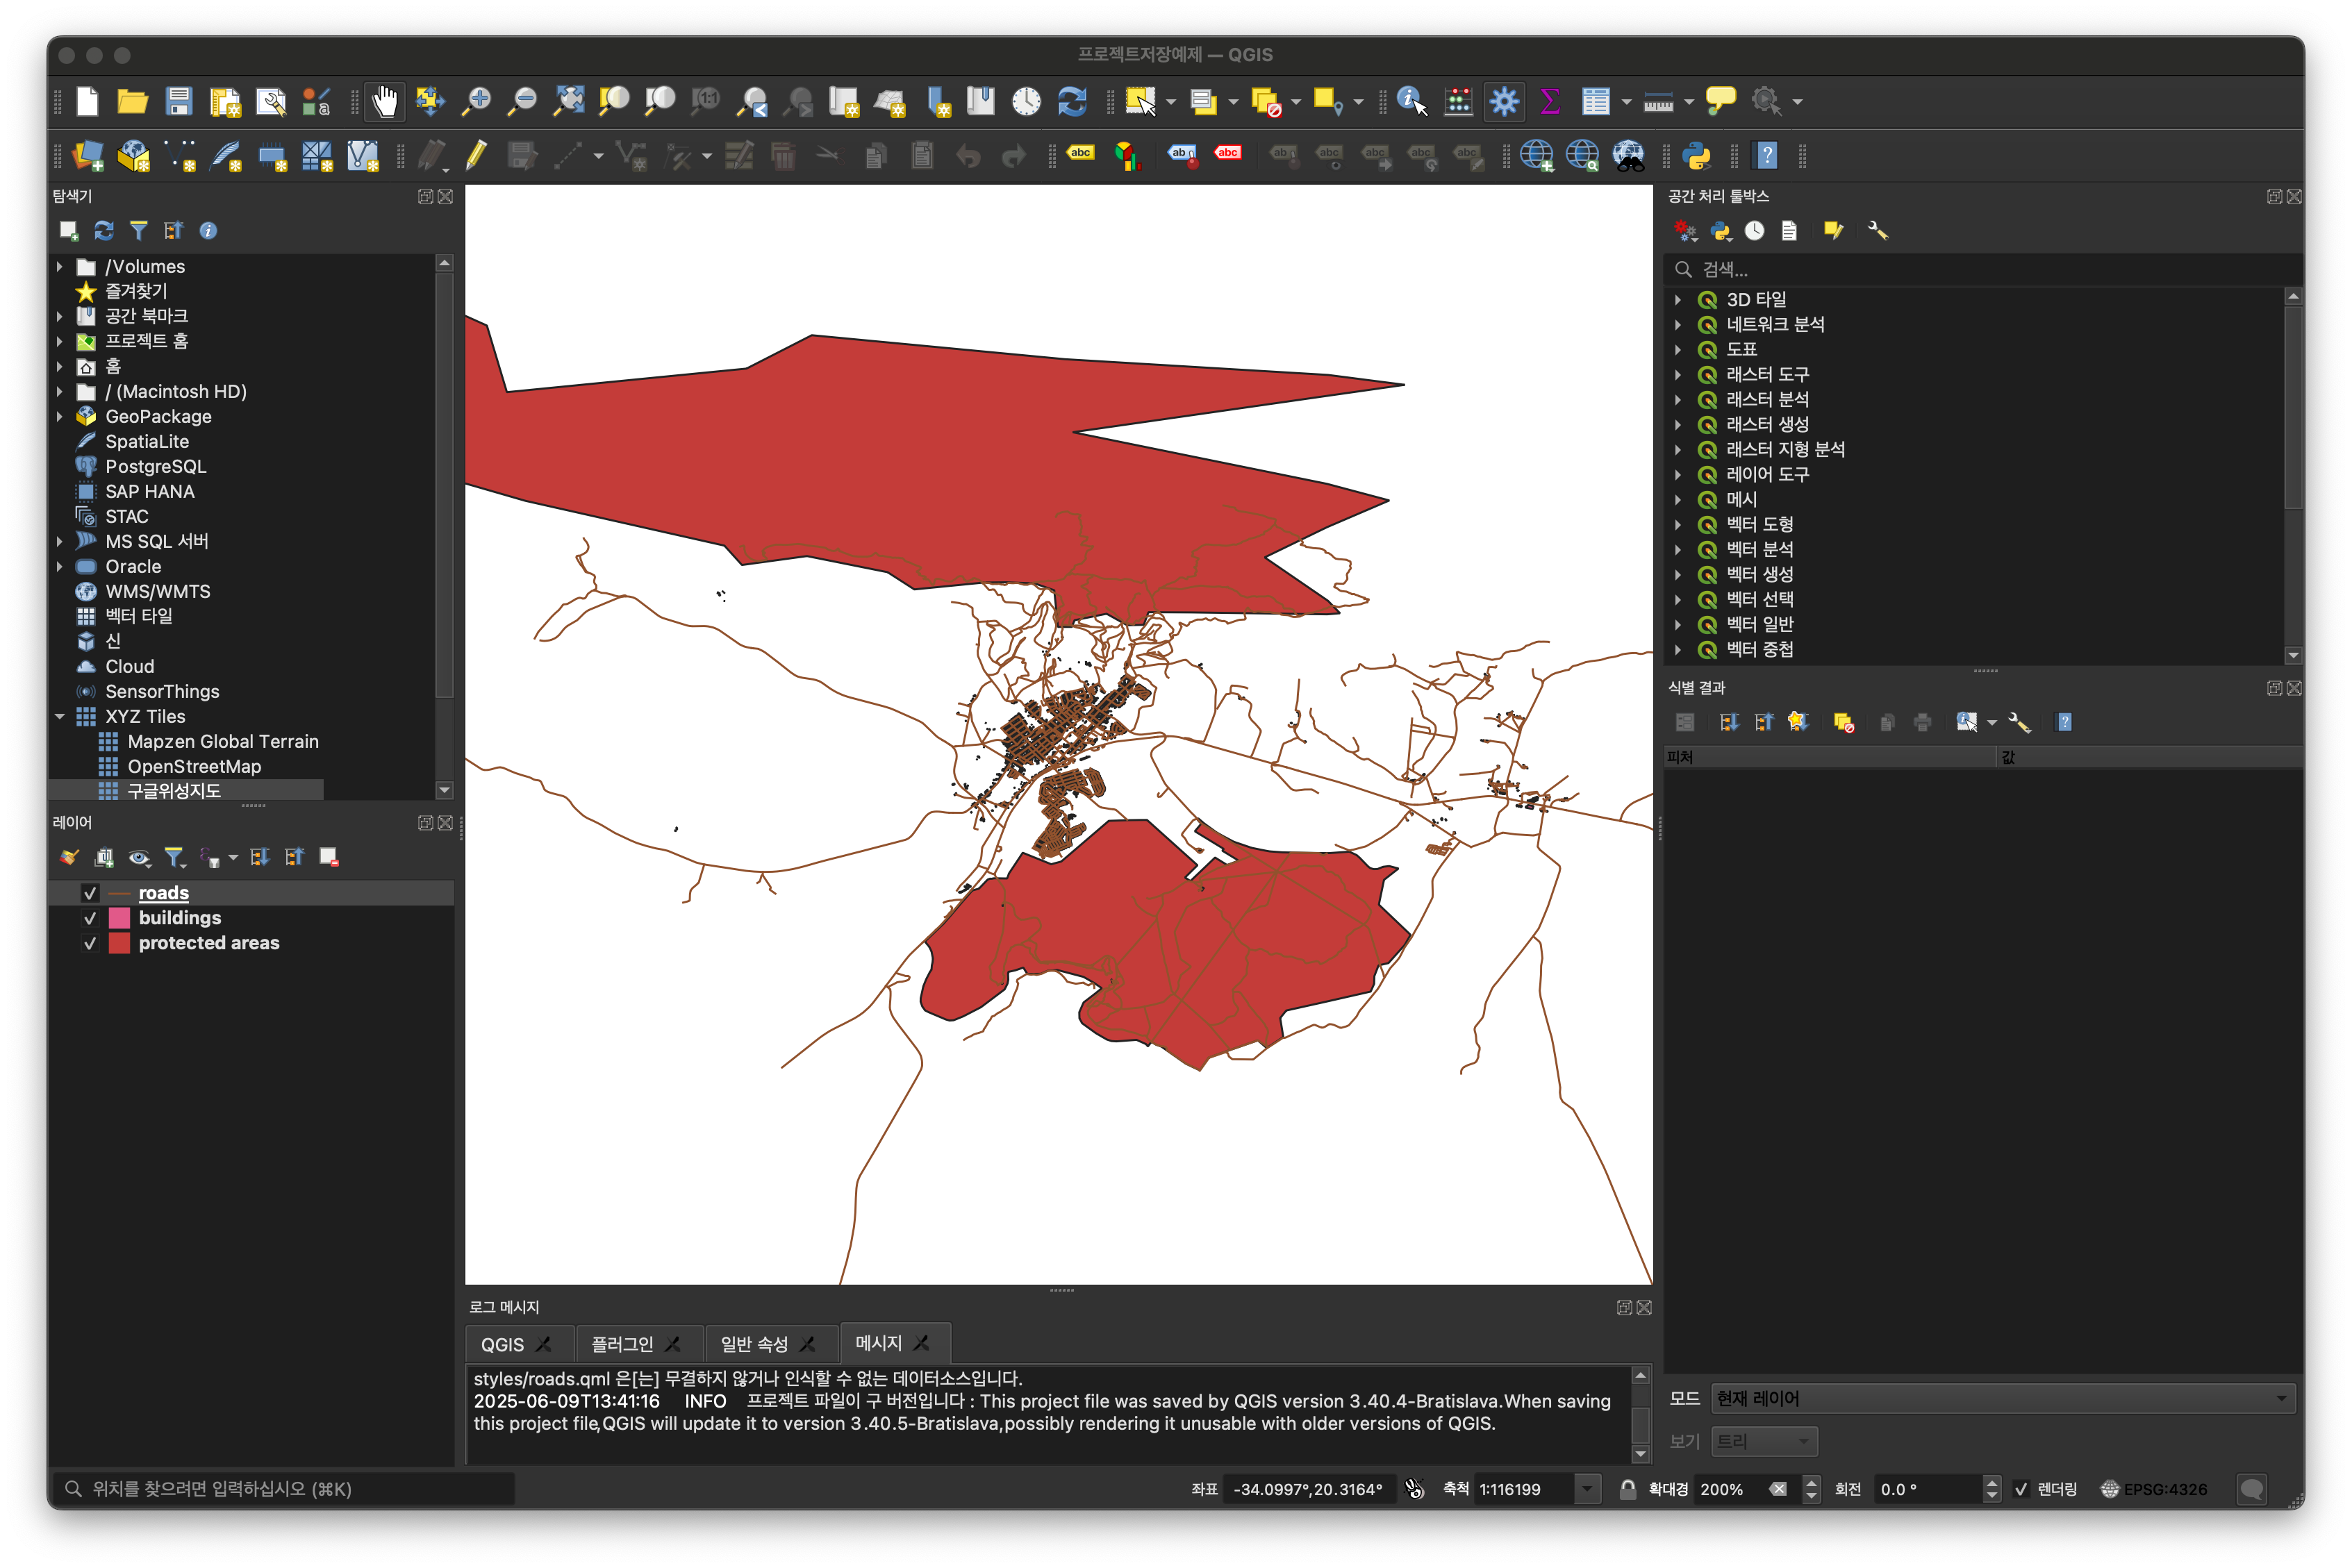 프로젝트저장예제 — QGIS
탐색기
/Volumes
즐겨찾기
공간 북마크
프로젝트 홈
홈
/ (Macintosh HD)
GeoPackage
SpatiaLite
PostgreSQL
SAP HANA
STAC
MS SQL 서버
Oracle
WMS/WMTS
벡터 타일
신
Cloud
SensorThings
XYZ Tiles
Mapzen Global Terrain
OpenStreetMap
구글위성지도
레이어
roads
buildings
protected areas
공간 처리 툴박스
검색...
3D 타일
네트워크 분석
도표
래스터 도구
래스터 분석
래스터 생성
래스터 지형 분석
레이어 도구
메시
벡터 도형
벡터 분석
벡터 생성
벡터 선택
벡터 일반
벡터 중첩
식별 결과
피처 값
로그 메시지
QGIS 플러그인 일반 속성 메시지
styles/roads.qml 은[는] 무결하지 않거나 인식할 수 없는 데이터소스입니다.
2025-06-09T13:41:16 INFO 프로젝트 파일이 구 버전입니다 : This project file was saved by QGIS version 3.40.4-Bratislava.When saving
this project file,QGIS will update it to version 3.40.5-Bratislava,possibly rendering it unusable with older versions of QGIS.
모드 현재 레이어
보기 트리
위치를 찾으려면 입력하십시오 (⌘K) 좌표 -34.0997°,20.3164° 축척 1:116199 확대경 200% 회전 0.0 ° 렌더링 EPSG:4326